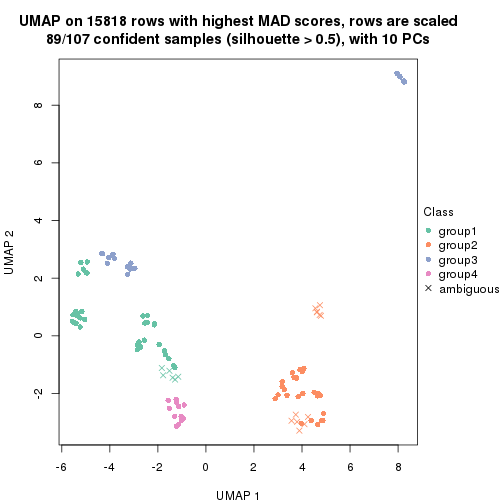 UMAP on 15818 rows with highest MAD scores, rows are scaled
89/107 confident samples (silhouette > 0.5), with 10 PCs
8
6
4
2
0
-2
UMAP 2
-6
-4
-2
0
2
4
6
8
UMAP 1
Class
group1
group2
group3
group4
ambiguous